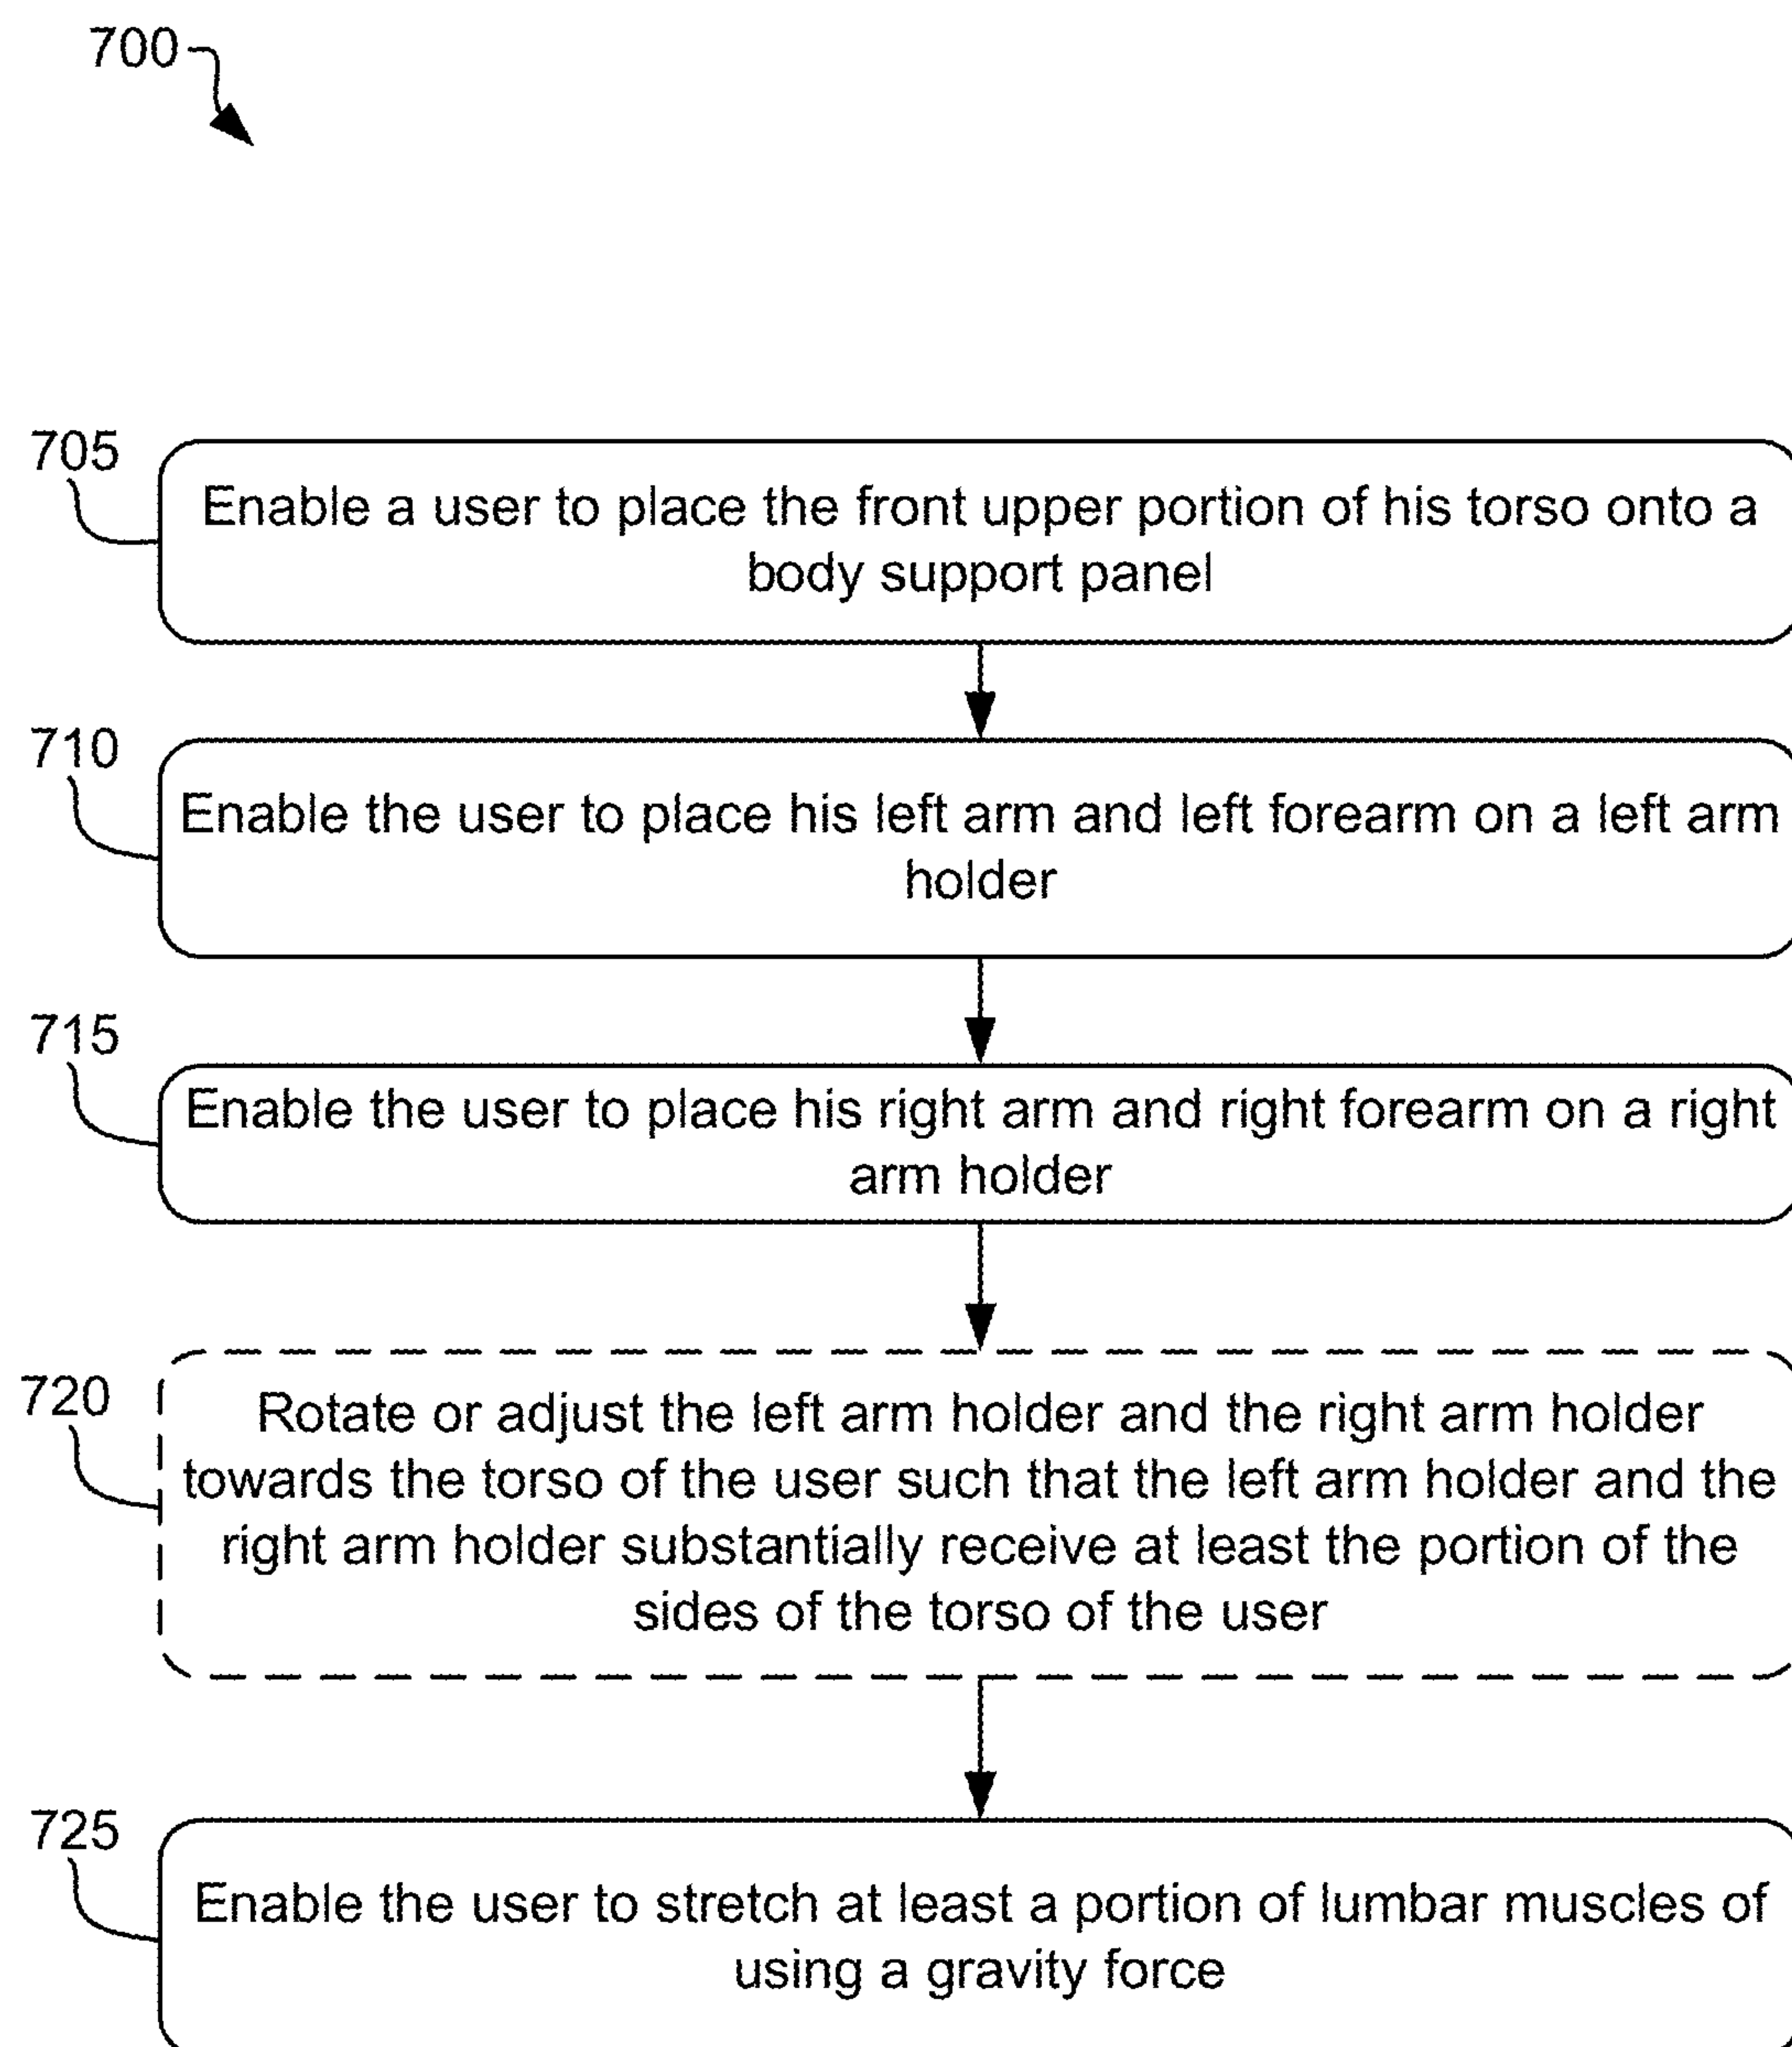 700
705
Enable a user to place the front upper portion of his torso onto a
body support panel
710
Enable the user to place his left arm and left forearm on a left arm
holder
715
Enable the user to place his right arm and right forearm on a right
arm holder
720
Rotate or adjust the left arm holder and the right arm holder
towards the torso of the user such that the left arm holder and the
right arm holder substantially receive at least the portion of the
sides of the torso of the user
725
Enable the user to stretch at least a portion of lumbar muscles of
using a gravity force